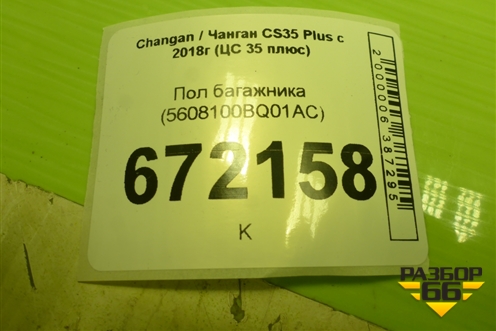 Changan / Чанган CS35 Plus с
2018г (ЦС 35 плюс)
Пол багажника
(5608100BQ01AC)
672158
К
2000006387295
РАЗБОР
66